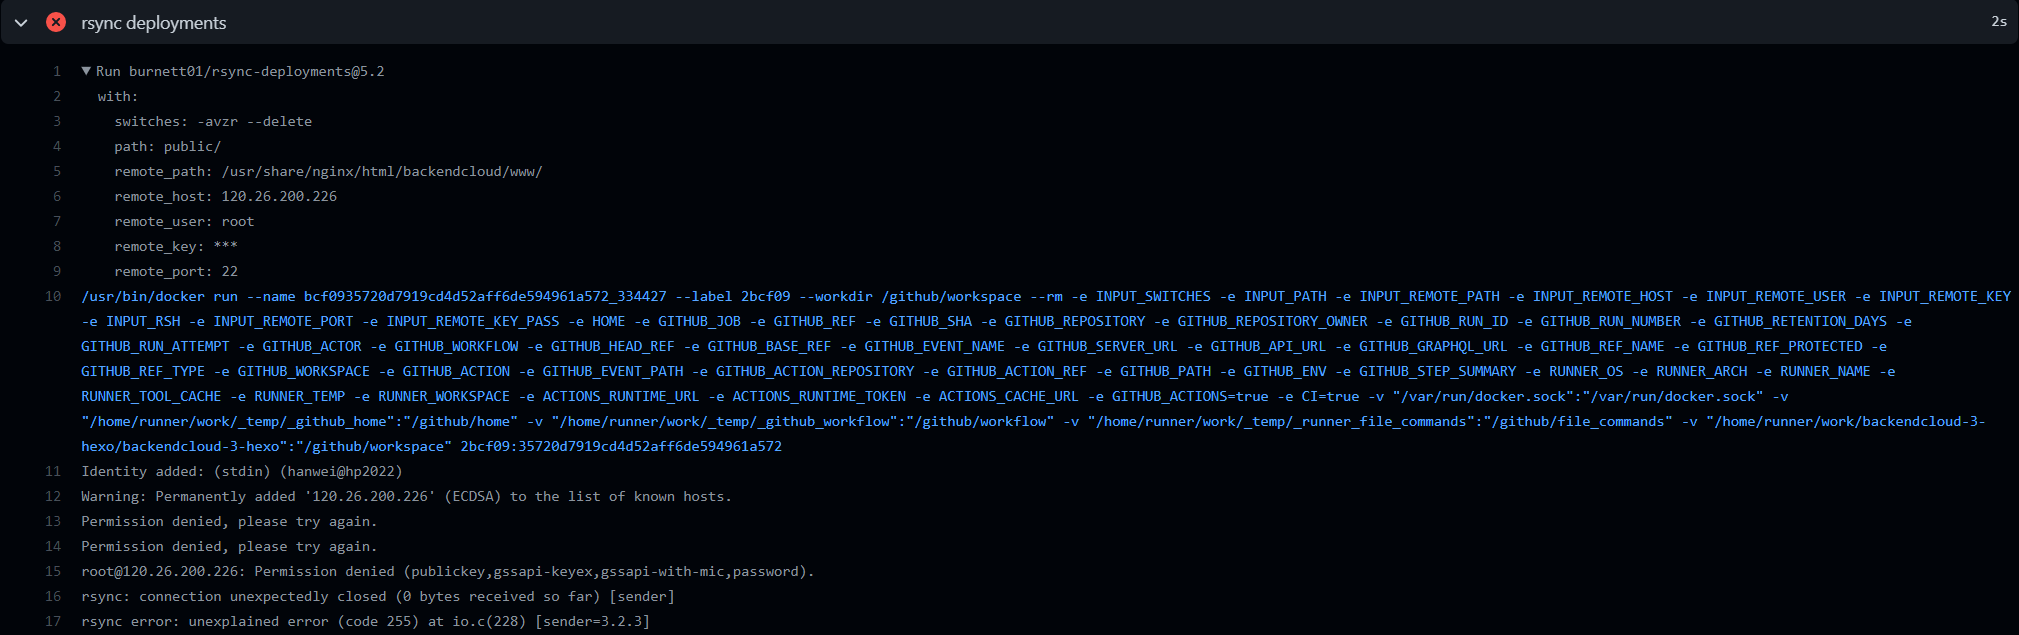 rsync deployments
2s
1 ▼ Run burnett01/rsync-deployments@5.2
2 with:
3 switches: -avzr --delete
4 path: public/
5 remote_path: /usr/share/nginx/html/backendcloud/www/
6 remote_host: 120.26.200.226
7 remote_user: root
8 remote_key: ***
9 remote_port: 22
10 /usr/bin/docker run --name bcf0935720d7919cd4d52aff6de594961a572_334427 --label 2bcf09 --workdir /github/workspace --rm -e INPUT_SWITCHES -e INPUT_PATH -e INPUT_REMOTE_PATH -e INPUT_REMOTE_HOST -e INPUT_REMOTE_USER -e INPUT_REMOTE_KEY
-e INPUT_RSH -e INPUT_REMOTE_PORT -e INPUT_REMOTE_KEY_PASS -e HOME -e GITHUB_JOB -e GITHUB_REF -e GITHUB_SHA -e GITHUB_REPOSITORY -e GITHUB_REPOSITORY_OWNER -e GITHUB_RUN_ID -e GITHUB_RUN_NUMBER -e GITHUB_RETENTION_DAYS -e
GITHUB_RUN_ATTEMPT -e GITHUB_ACTOR -e GITHUB_WORKFLOW -e GITHUB_HEAD_REF -e GITHUB_BASE_REF -e GITHUB_EVENT_NAME -e GITHUB_SERVER_URL -e GITHUB_API_URL -e GITHUB_GRAPHQL_URL -e GITHUB_REF_NAME -e GITHUB_REF_PROTECTED -e
GITHUB_REF_TYPE -e GITHUB_WORKSPACE -e GITHUB_ACTION -e GITHUB_EVENT_PATH -e GITHUB_ACTION_REPOSITORY -e GITHUB_ACTION_REF -e GITHUB_PATH -e GITHUB_ENV -e GITHUB_STEP_SUMMARY -e RUNNER_OS -e RUNNER_ARCH -e RUNNER_NAME -e
RUNNER_TOOL_CACHE -e RUNNER_TEMP -e RUNNER_WORKSPACE -e ACTIONS_RUNTIME_URL -e ACTIONS_RUNTIME_TOKEN -e ACTIONS_CACHE_URL -e GITHUB_ACTIONS=true -e CI=true -v "/var/run/docker.sock":"/var/run/docker.sock" -v
"/home/runner/work/_temp/_github_home":"/github/home" -v "/home/runner/work/_temp/_github_workflow":"/github/workflow" -v "/home/runner/work/_temp/_runner_file_commands":"/github/file_commands" -v "/home/runner/work/backendcloud-3-
hexo/backendcloud-3-hexo":"/github/workspace" 2bcf09:35720d7919cd4d52aff6de594961a572
11 Identity added: (stdin) (hanwei@hp2022)
12 Warning: Permanently added '120.26.200.226' (ECDSA) to the list of known hosts.
13 Permission denied, please try again.
14 Permission denied, please try again.
15 root@120.26.200.226: Permission denied (publickey,gssapi-keyex,gssapi-with-mic,password).
16 rsync: connection unexpectedly closed (0 bytes received so far) [sender]
17 rsync error: unexplained error (code 255) at io.c(228) [sender=3.2.3]